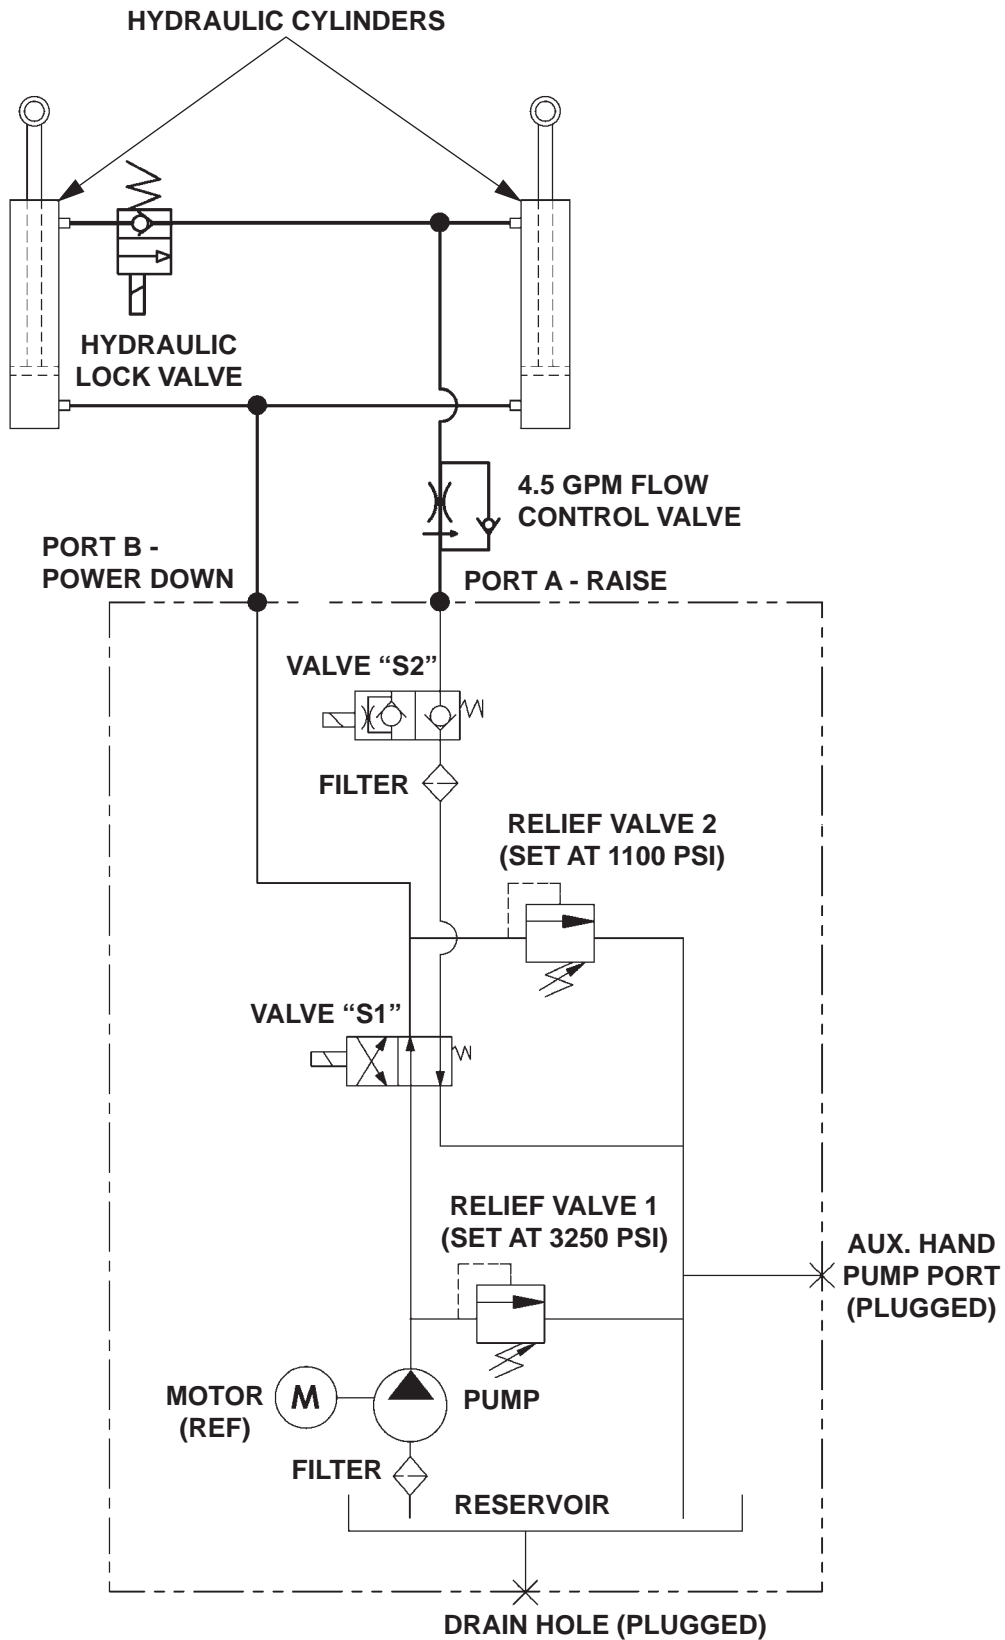 HYDRAULIC CYLINDERS
HYDRAULIC
LOCK VALVE
4.5 GPM FLOW
CONTROL VALVE
PORT B -
POWER DOWN
PORT A - RAISE
VALVE “S2”
FILTER
RELIEF VALVE 2
(SET AT 1100 PSI)
VALVE “S1”
RELIEF VALVE 1
(SET AT 3250 PSI)
AUX. HAND
PUMP PORT
(PLUGGED)
MOTOR
(REF)
M
PUMP
FILTER
RESERVOIR
DRAIN HOLE (PLUGGED)